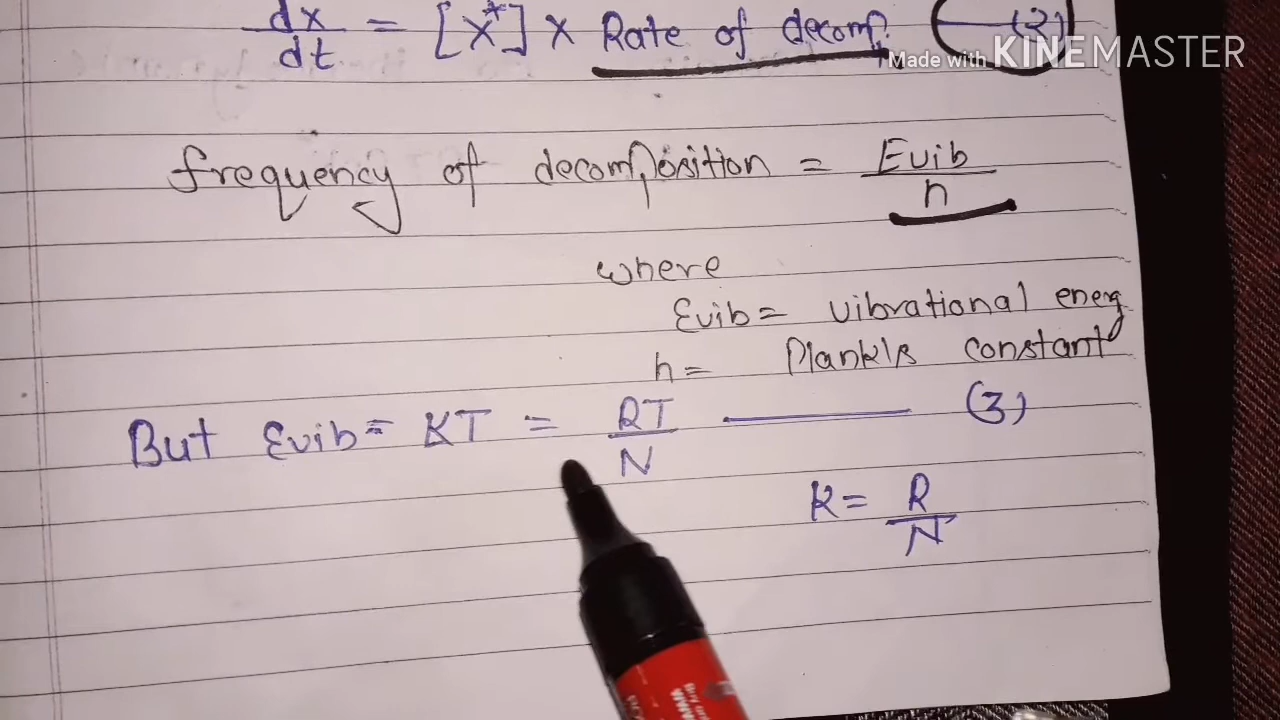 dx/dt = [X*] × Rate of decomp. —(2)
Made with KINEMASTER
frequency of decomposition = Evib/h
where
Evib = vibrational energ
h = Plank's constant
But Evib = KT = RT/N —— (3)
K = R/N